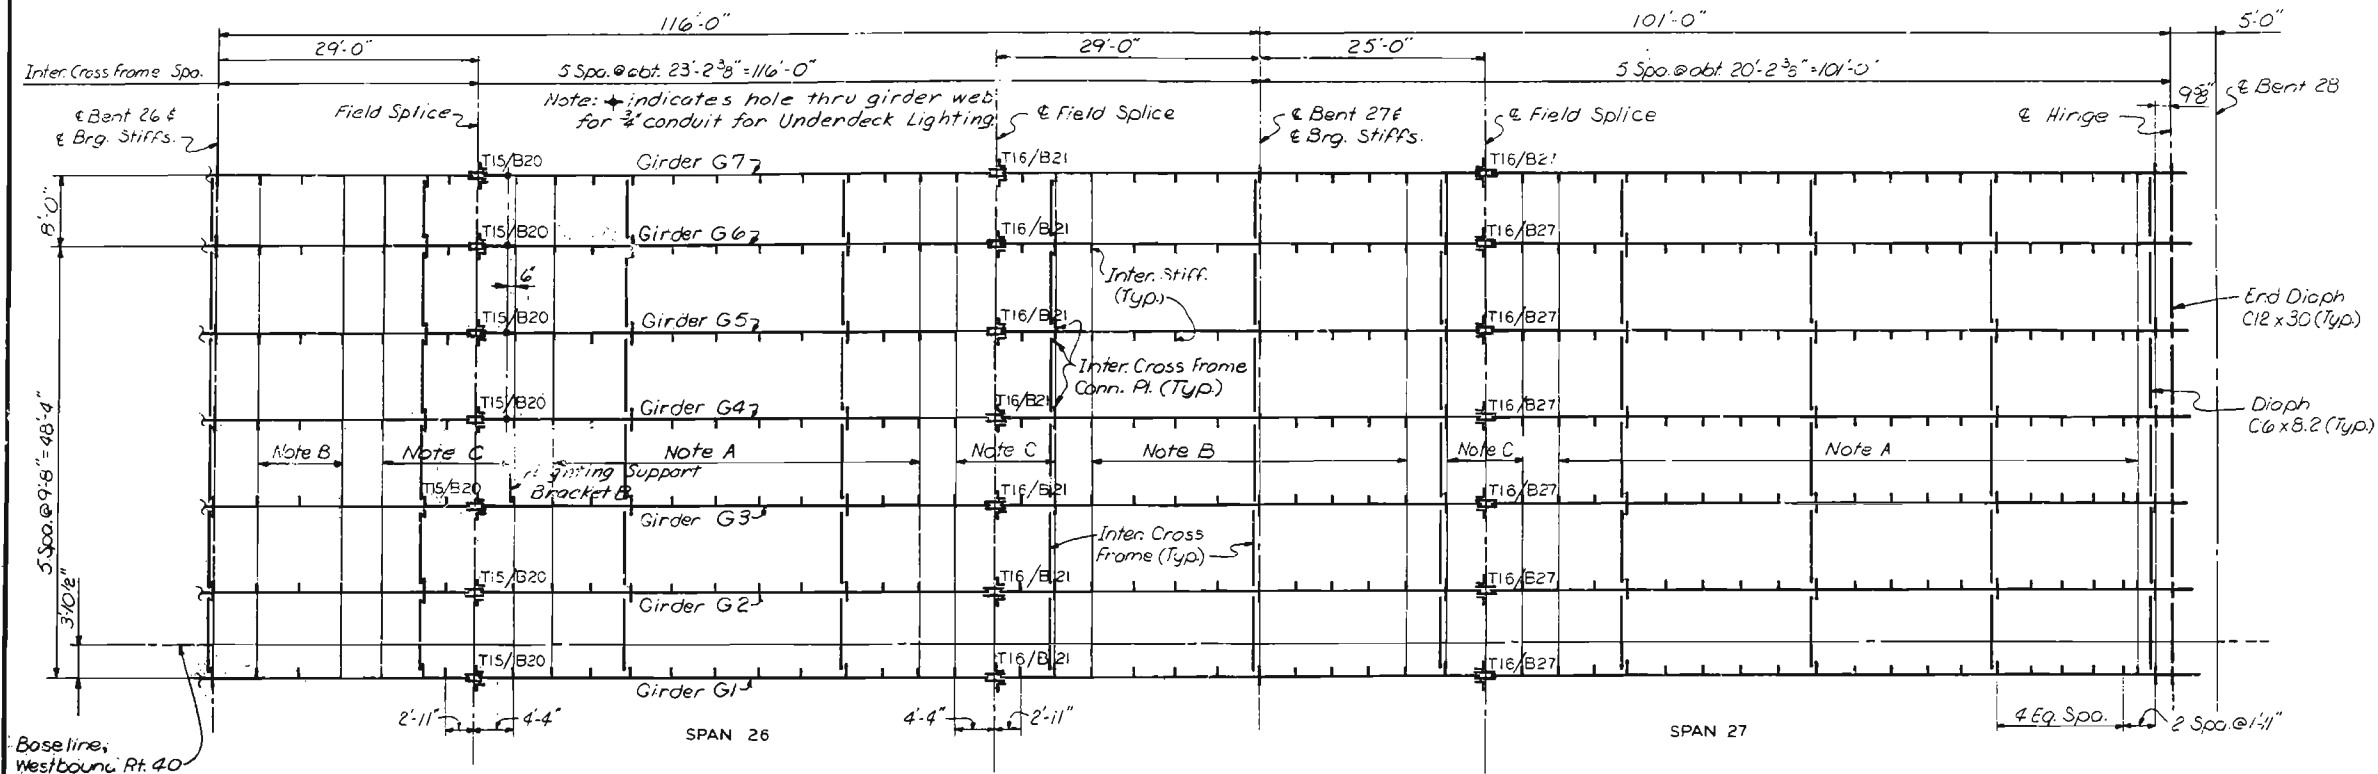 116'-0"
101'-0"
5'-0"
29'-0"
29'-0"
25'-0"
Inter. Cross Frame Spa.
5 Spa. @ abt. 23'-2 3/8" = 116'-0"
5 Spa. @ abt. 20'-2 3/8" = 101'-0"
℄ Bent 26 &
℄ Brg. Stiffs.
Field Splice
Note: indicates hole thru girder web
for 3/4" conduit for Underdeck Lighting.
℄ Field Splice
℄ Bent 27 &
℄ Brg. Stiffs.
℄ Field Splice
℄ Hinge
℄ Bent 28
T15/B20
Girder G7
T16/B21
8'-0"
T15/B20
Girder G6
T16/B21
T16/B27
6"
Inter. Stiff.
(Typ.)
End Diaph
C12 x 30 (Typ.)
T15/B20
Girder G5
T16/B21
T16/B27
Inter. Cross Frame
Conn. Pl. (Typ.)
T15/B20
Girder G4
T16/B21
T16/B27
Diaph
C6 x 8.2 (Typ.)
5 Spa. @ 9'-8" = 48'-4"
Note B
Note C
Note A
Note C
Note B
Note C
Note A
Lighting Support
Bracket B
T15/B20
Girder G3
T16/B21
T16/B27
Inter. Cross
Frame (Typ.)
3'-10 1/2"
T15/B20
Girder G2
T16/B21
T16/B27
T15/B20
Girder G1
T16/B21
T16/B27
2'-11"
4'-4"
4'-4"
2'-11"
4 Eq. Spa.
2 Spa. @ 1'-11"
SPAN 26
SPAN 27
Baseline,
Westbound Rt. 40